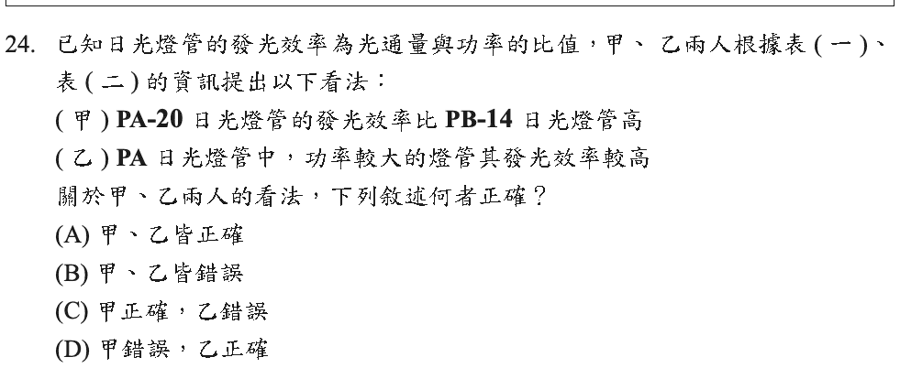 24. 已知日光燈管的發光效率為光通量與功率的比值，甲、 乙兩人根據表 ( 一 )、
表 ( 二 ) 的資訊提出以下看法：
( 甲 ) PA-20 日光燈管的發光效率比 PB-14 日光燈管高
( 乙 ) PA 日光燈管中，功率較大的燈管其發光效率較高
關於甲、乙兩人的看法，下列敘述何者正確？
(A) 甲、乙皆正確
(B) 甲、乙皆錯誤
(C) 甲正確，乙錯誤
(D) 甲錯誤，乙正確